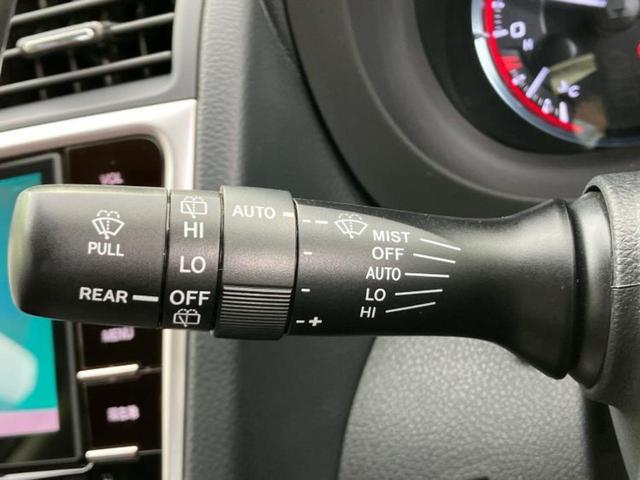 VOL
MENU
PULL
REAR
HI
LO
OFF
AUTO
- -
-
-
-+
MIST
OFF
AUTO
LO
HI
H